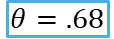 θ = .68